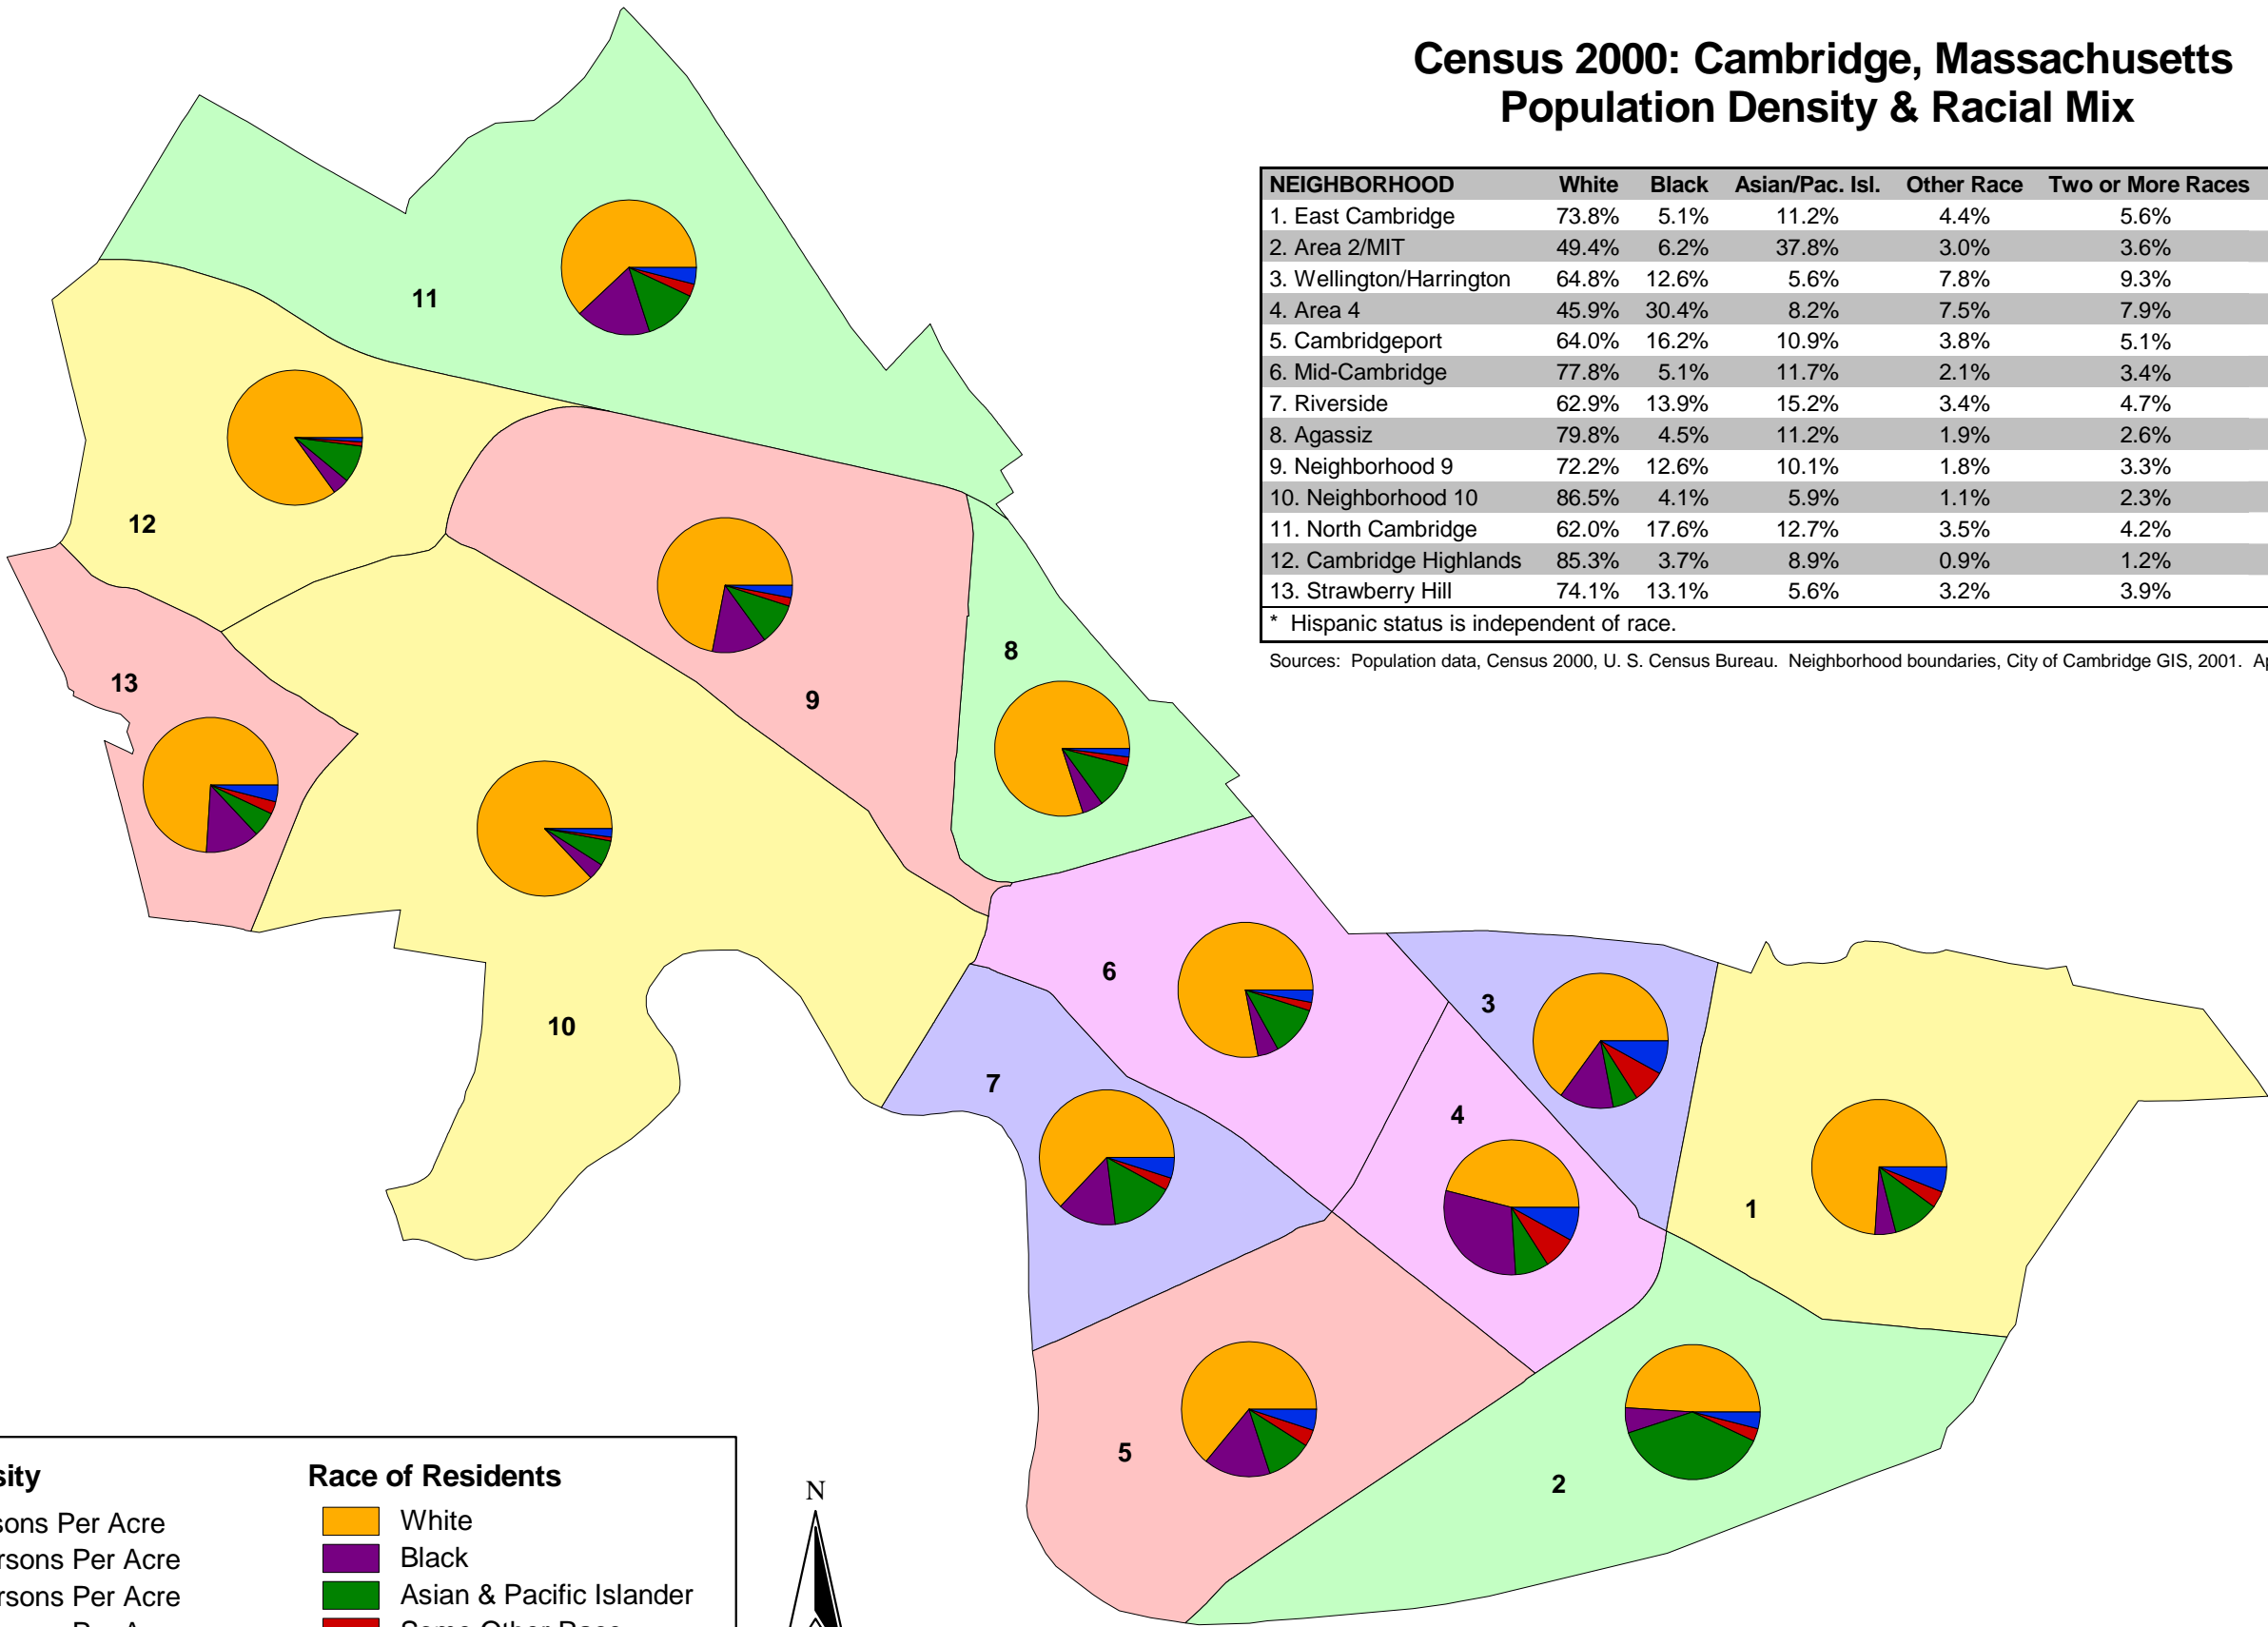 Census 2000: Cambridge, Massachusetts
Population Density & Racial Mix
NEIGHBORHOOD White Black Asian/Pac. Isl. Other Race Two or More Races
1. East Cambridge 73.8% 5.1% 11.2% 4.4% 5.6%
2. Area 2/MIT 49.4% 6.2% 37.8% 3.0% 3.6%
3. Wellington/Harrington 64.8% 12.6% 5.6% 7.8% 9.3%
4. Area 4 45.9% 30.4% 8.2% 7.5% 7.9%
5. Cambridgeport 64.0% 16.2% 10.9% 3.8% 5.1%
6. Mid-Cambridge 77.8% 5.1% 11.7% 2.1% 3.4%
7. Riverside 62.9% 13.9% 15.2% 3.4% 4.7%
8. Agassiz 79.8% 4.5% 11.2% 1.9% 2.6%
9. Neighborhood 9 72.2% 12.6% 10.1% 1.8% 3.3%
10. Neighborhood 10 86.5% 4.1% 5.9% 1.1% 2.3%
11. North Cambridge 62.0% 17.6% 12.7% 3.5% 4.2%
12. Cambridge Highlands 85.3% 3.7% 8.9% 0.9% 1.2%
13. Strawberry Hill 74.1% 13.1% 5.6% 3.2% 3.9%
* Hispanic status is independent of race.
Sources: Population data, Census 2000, U. S. Census Bureau. Neighborhood boundaries, City of Cambridge GIS, 2001.
11
12
13
9
8
10
6
3
7
4
1
5
2
Race of Residents
Per Acre
White
Per Acre
Black
Per Acre
Asian & Pacific Islander
Some Other Race
N